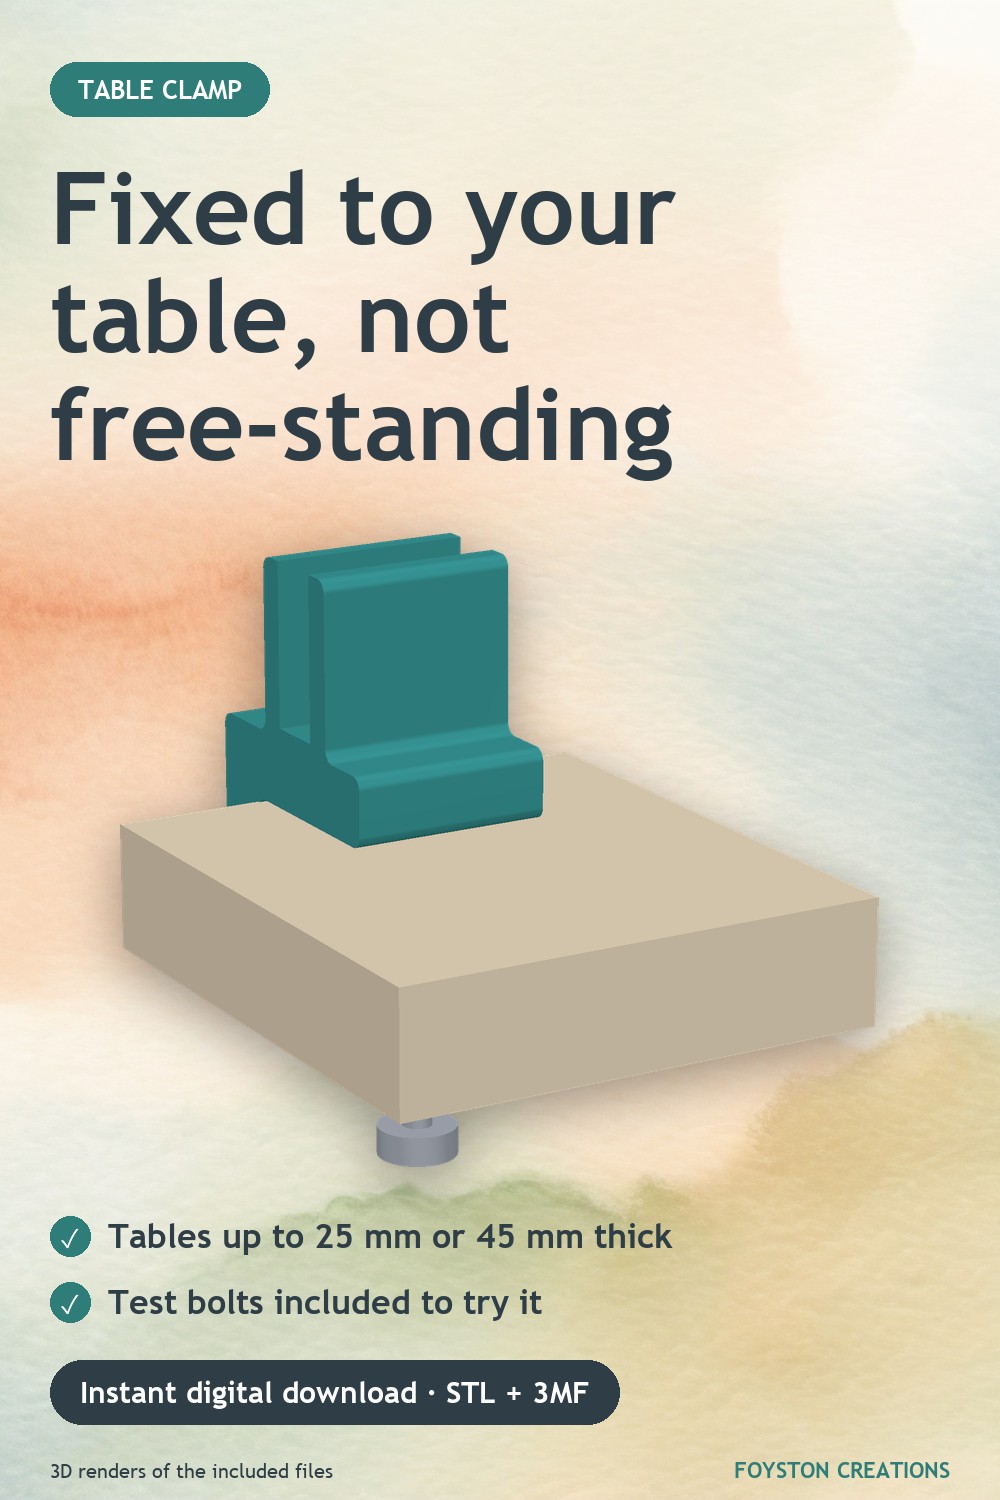 TABLE CLAMP
Fixed to your
table, not
free-standing
✓ Tables up to 25 mm or 45 mm thick
✓ Test bolts included to try it
Instant digital download · STL + 3MF
3D renders of the included files
FOYSTON CREATIONS